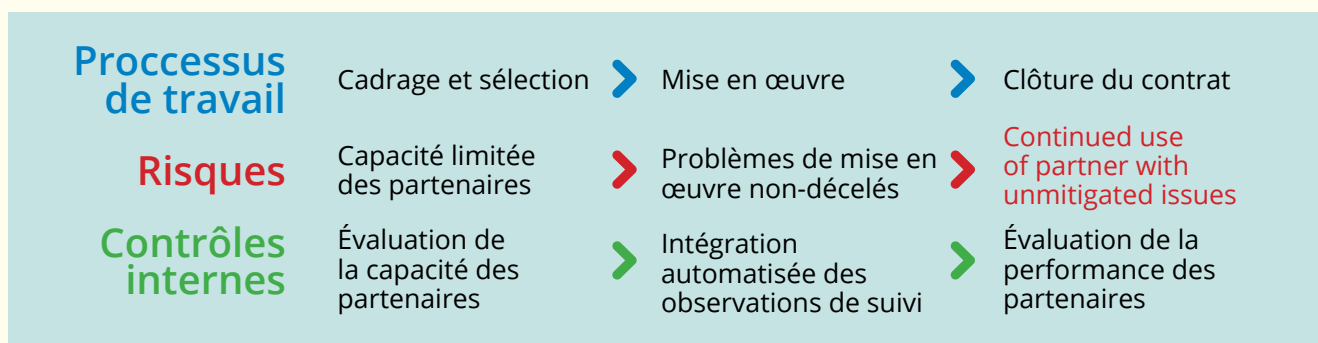 Proccessus
de travail
Cadrage et sélection
Mise en œuvre
Clôture du contrat
Risques
Capacité limitée
des partenaires
Problèmes de mise en
œuvre non-décelés
Continued use
of partner with
unmitigated issues
Contrôles
internes
Évaluation de
la capacité des
partenaires
Intégration
automatisée des
observations de suivi
Évaluation de la
performance des
partenaires